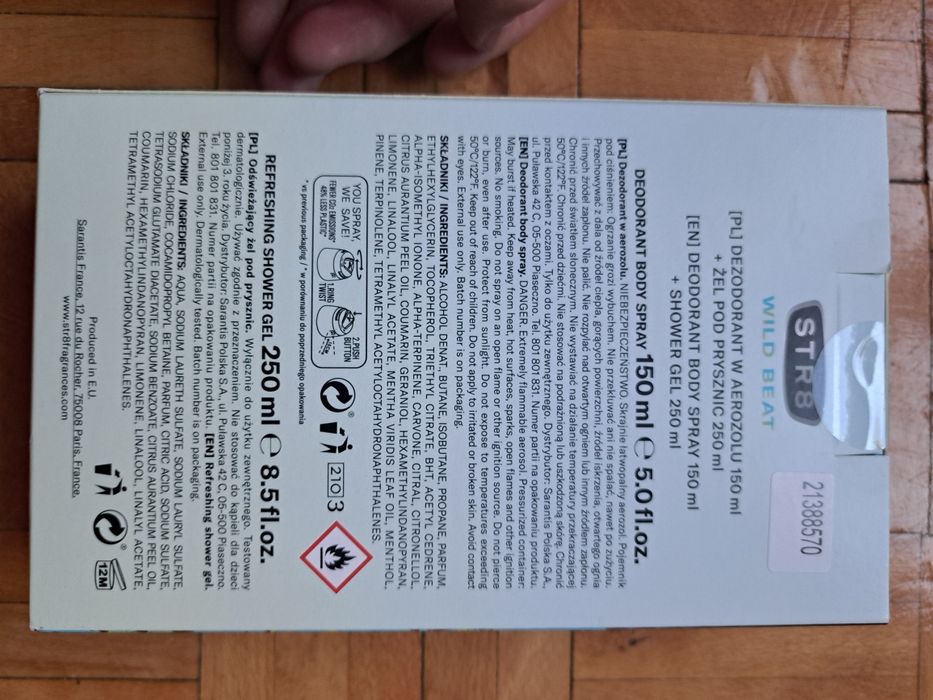 STR8
WILD BEAT
21388570
[PL] DEZODORANT W AEROZOLU 150 ml
+ ŻEL POD PRYSZNIC 250 ml
[EN] DEODORANT BODY SPRAY 150 ml
+ SHOWER GEL 250 ml
DEODORANT BODY SPRAY 150 ml ℮ 5.0 fl.oz.
[PL] Dezodorant w aerozolu. NIEBEZPIECZEŃSTWO. Skrajnie łatwopalny aerozol. Pojemnik
pod ciśnieniem: Ogrzanie grozi wybuchem. Nie przekłuwać ani nie spalać, nawet po zużyciu.
Przechowywać z dala od źródeł ciepła, gorących powierzchni, źródeł iskrzenia, otwartego ognia
i innych źródeł zapłonu. Nie palić. Nie rozpylać nad otwartym ogniem lub innym źródłem zapłonu.
Chronić przed światłem słonecznym. Nie wystawiać na działanie temperatury przekraczającej
50°C/122°F. Chronić przed dziećmi. Nie stosować na podrażnioną lub uszkodzoną skórę. Chronić
przed kontaktem z oczami. Tylko do użytku zewnętrznego. Dystrybutor: Sarantis Polska S.A.,
ul. Puławska 42 C, 05-500 Piaseczno. Tel. 801 801 831. Numer partii na opakowaniu produktu.
[EN] Deodorant body spray. DANGER. Extremely flammable aerosol. Pressurized container:
May burst if heated. Keep away from heat, hot surfaces, sparks, open flames and other ignition
sources. No smoking. Do not spray on an open flame or other ignition source. Do not pierce
or burn, even after use. Protect from sunlight. Do not expose to temperatures exceeding
50°C/122°F. Keep out of reach of children. Do not apply to irritated or broken skin. Avoid contact
with eyes. External use only. Batch number is on packaging.
SKŁADNIKI / INGREDIENTS: ALCOHOL DENAT., ISOBUTANE, PROPANE, PARFUM,
ETHYLHEXYLGLYCERIN, TOCOPHEROL, TRIETHYL CITRATE, BHT, ACETYL CEDRENE,
ALPHA-ISOMETHYL IONONE, ALPHA-TERPINENE, CARVONE, CITRAL, CITRONELLOL,
CITRUS AURANTIUM PEEL OIL, COUMARIN, GERANIOL, HEXAMETHYLINDANOPYRAN,
LIMONENE, LINALOOL, LINALYL ACETATE, MENTHA VIRIDIS LEAF OIL, MENTHOL,
PINENE, TERPINOLENE, TETRAMETHYL ACETYLOCTAHYDRONAPHTHALENES.
YOU SPRAY,
WE SAVE!
FEWER CO₂ EMISSIONS*
48% LESS PLASTIC*
1.RING
TWIST
2.PUSH
BUTTON
2103
* vs previous packaging / * w porównaniu do poprzedniego opakowania
REFRESHING SHOWER GEL 250 ml ℮ 8.5 fl.oz.
[PL] Odświeżający żel pod prysznic. Wyłącznie do użytku zewnętrznego. Testowany
dermatologicznie. Używać zgodnie z przeznaczeniem. Nie stosować do kąpieli dla dzieci
poniżej 3. roku życia. Dystrybutor: Sarantis Polska S.A., ul. Puławska 42 C, 05-500 Piaseczno.
Tel. 801 801 831. Numer partii na opakowaniu produktu. [EN] Refreshing shower gel.
External use only. Dermatologically tested. Batch number is on packaging.
SKŁADNIKI / INGREDIENTS: AQUA, SODIUM LAURETH SULFATE, SODIUM LAURYL SULFATE,
SODIUM CHLORIDE, COCAMIDOPROPYL BETAINE, PARFUM, CITRIC ACID, SODIUM SULFATE,
TETRASODIUM GLUTAMATE DIACETATE, SODIUM BENZOATE, CITRUS AURANTIUM PEEL OIL,
COUMARIN, HEXAMETHYLINDANOPYRAN, LIMONENE, LINALOOL, LINALYL ACETATE,
TETRAMETHYL ACETYLOCTAHYDRONAPHTHALENES.
12M
Produced in E.U.
Sarantis France, 12 rue du Rocher, 75008 Paris, France.
www.str8fragrances.com